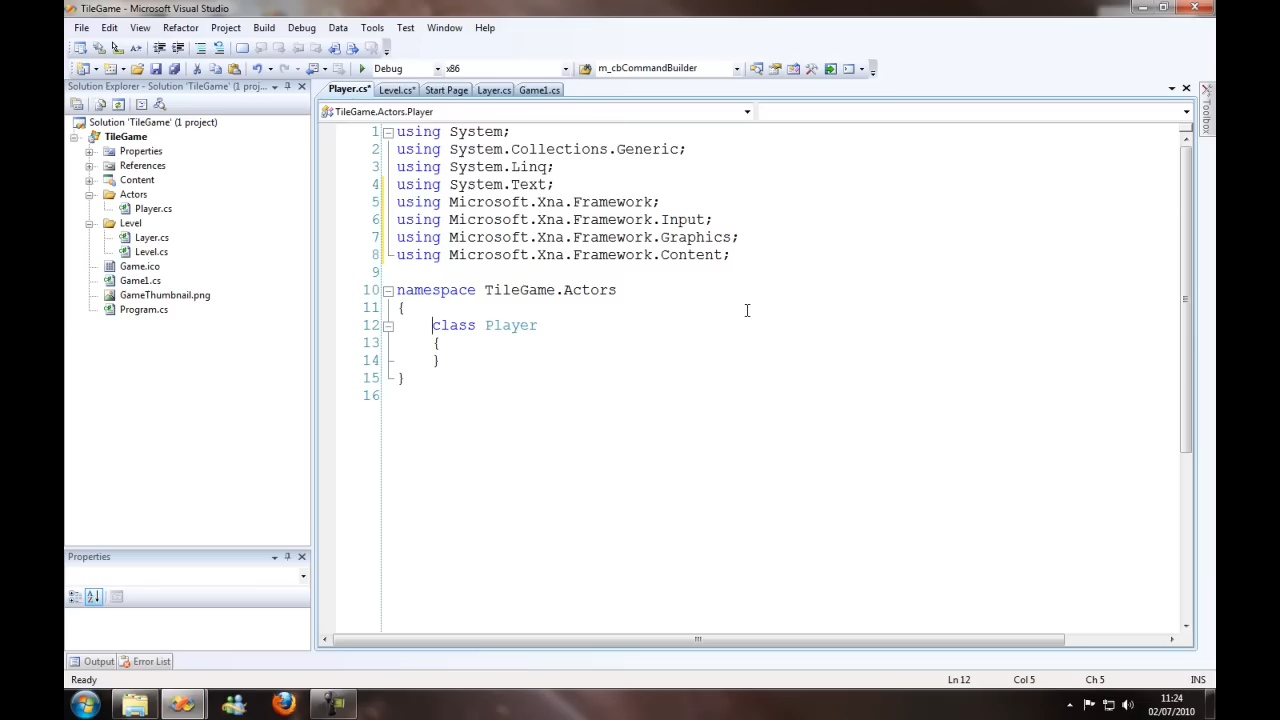 TileGame - Microsoft Visual Studio
File Edit View Refactor Project Build Debug Data Tools Test Window Help
Debug x86 m_cbCommandBuilder
Solution Explorer - Solution 'TileGame' (1 proj...
Player.cs* Level.cs* Start Page Layer.cs Game1.cs
TileGame.Actors.Player
Toolbox
Solution 'TileGame' (1 project)
TileGame
Properties
References
Content
Actors
Player.cs
Level
Layer.cs
Level.cs
Game.ico
Game1.cs
GameThumbnail.png
Program.cs
1 using System;
2 using System.Collections.Generic;
3 using System.Linq;
4 using System.Text;
5 using Microsoft.Xna.Framework;
6 using Microsoft.Xna.Framework.Input;
7 using Microsoft.Xna.Framework.Graphics;
8 using Microsoft.Xna.Framework.Content;
9
10 namespace TileGame.Actors
11 {
12 class Player
13 {
14 }
15 }
16
Properties
Output Error List
Ready Ln 12 Col 5 Ch 5 INS
11:24
02/07/2010